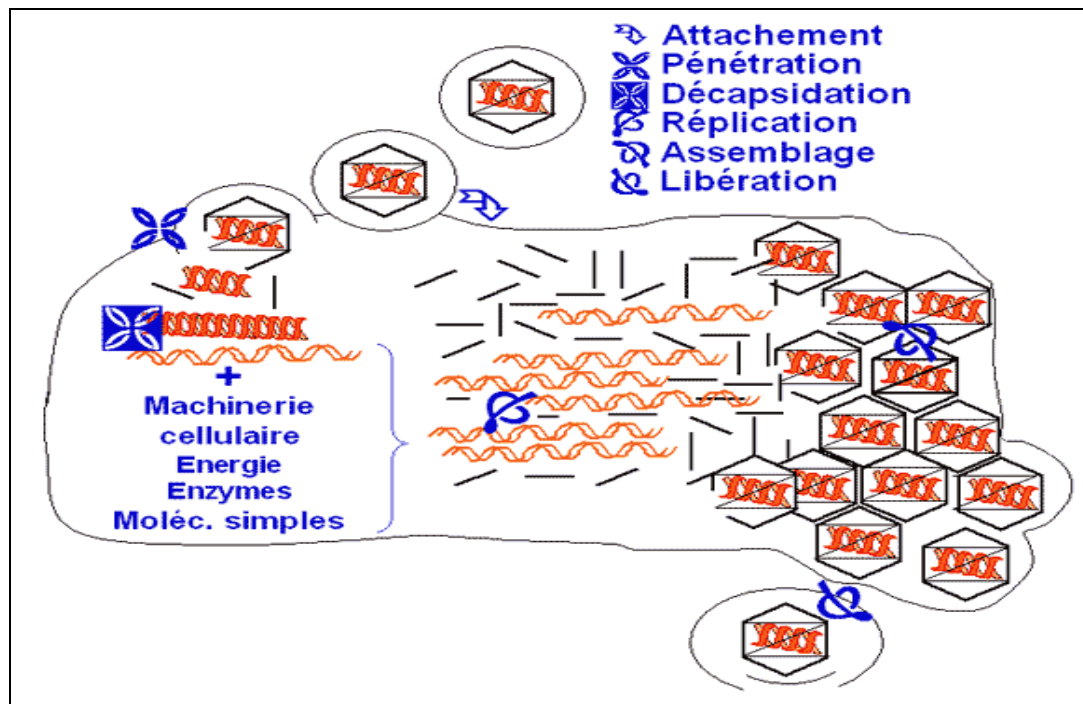 Attachement
Pénétration
Décapsidation
Réplication
Assemblage
Libération
+
Machinerie
cellulaire
Energie
Enzymes
Moléc. simples